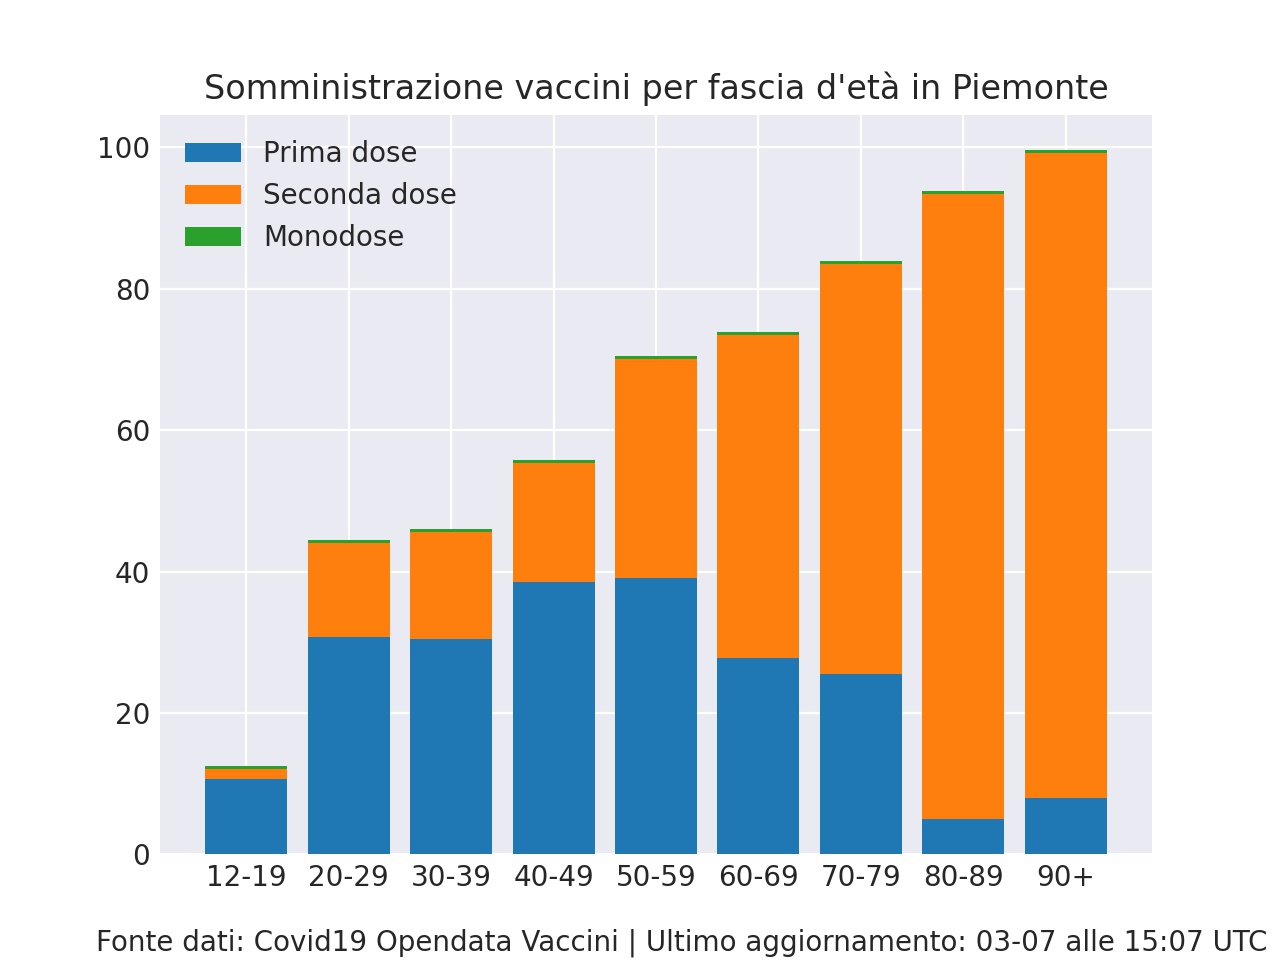 Somministrazione vaccini per fascia d'età in Piemonte
Prima dose
Seconda dose
Monodose
100
80
60
40
20
0
12-19 20-29 30-39 40-49 50-59 60-69 70-79 80-89 90+
Fonte dati: Covid19 Opendata Vaccini | Ultimo aggiornamento: 03-07 alle 15:07 UTC